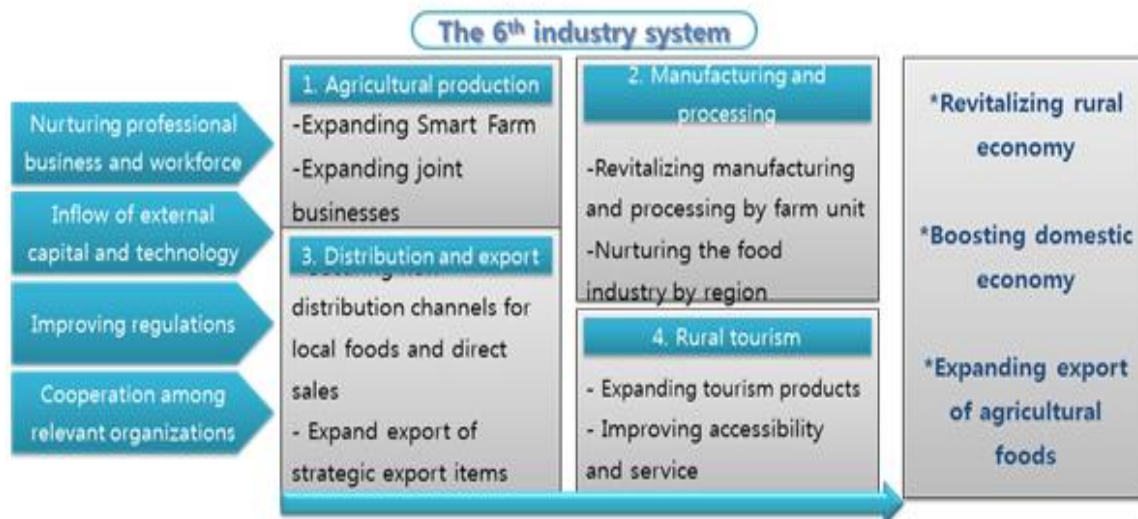 The 6th industry system
Nurturing professional
business and workforce
Inflow of external
capital and technology
Improving regulations
Cooperation among
relevant organizations
1. Agricultural production
-Expanding Smart Farm
-Expanding joint
businesses
2. Manufacturing and
processing
-Revitalizing manufacturing
and processing by farm unit
-Nurturing the food
industry by region
3. Distribution and export
distribution channels for
local foods and direct
sales
- Expand export of
strategic export items
4. Rural tourism
- Expanding tourism products
- Improving accessibility
and service
*Revitalizing rural
economy
*Boosting domestic
economy
*Expanding export
of agricultural
foods